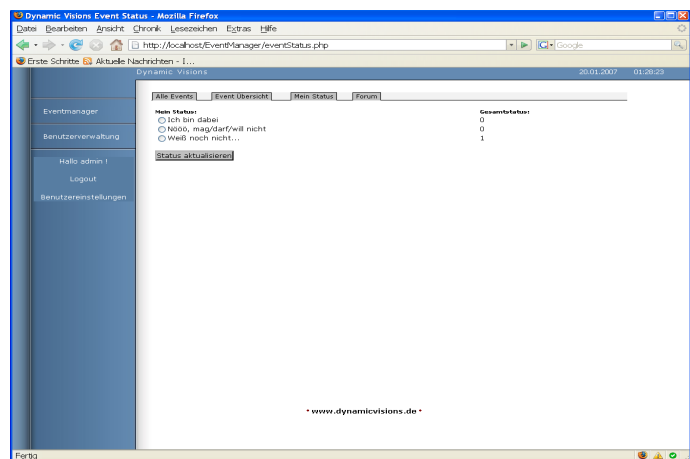 Dynamic Visions Event Status - Mozilla Firefox
Datei Bearbeiten Ansicht Chronik Lesezeichen Extras Hilfe
http://localhost/EventManager/eventStatus.php
Google
Erste Schritte Aktuelle Nachrichten - I...
Dynamic Visions 20.01.2007 01:28:23
Alle Events Event Übersicht Mein Status Forum
Eventmanager
Benutzerverwaltung
Hallo admin !
Logout
Benutzereinstellungen
Mein Status: Gesamtstatus:
Ich bin dabei 0
Nööö, mag/darf/will nicht 0
Weiß noch nicht... 1
Status aktualisieren
* www.dynamicvisions.de *
Fertig